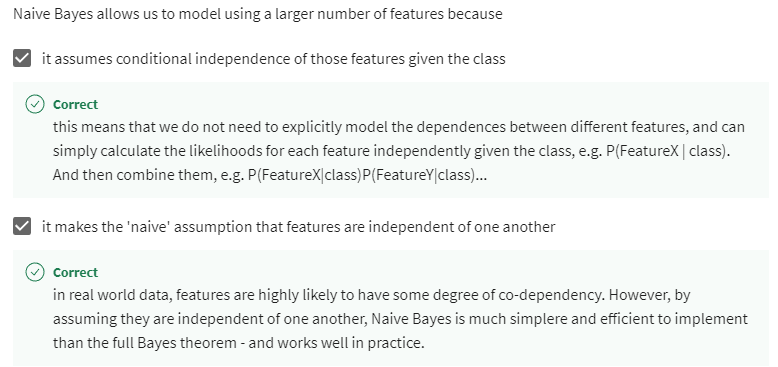 Naive Bayes allows us to model using a larger number of features because
it assumes conditional independence of those features given the class
Correct
this means that we do not need to explicitly model the dependences between different features, and can
simply calculate the likelihoods for each feature independently given the class, e.g. P(FeatureX | class).
And then combine them, e.g. P(FeatureX|class)P(FeatureY|class)...
it makes the 'naive' assumption that features are independent of one another
Correct
in real world data, features are highly likely to have some degree of co-dependency. However, by
assuming they are independent of one another, Naive Bayes is much simplere and efficient to implement
than the full Bayes theorem - and works well in practice.